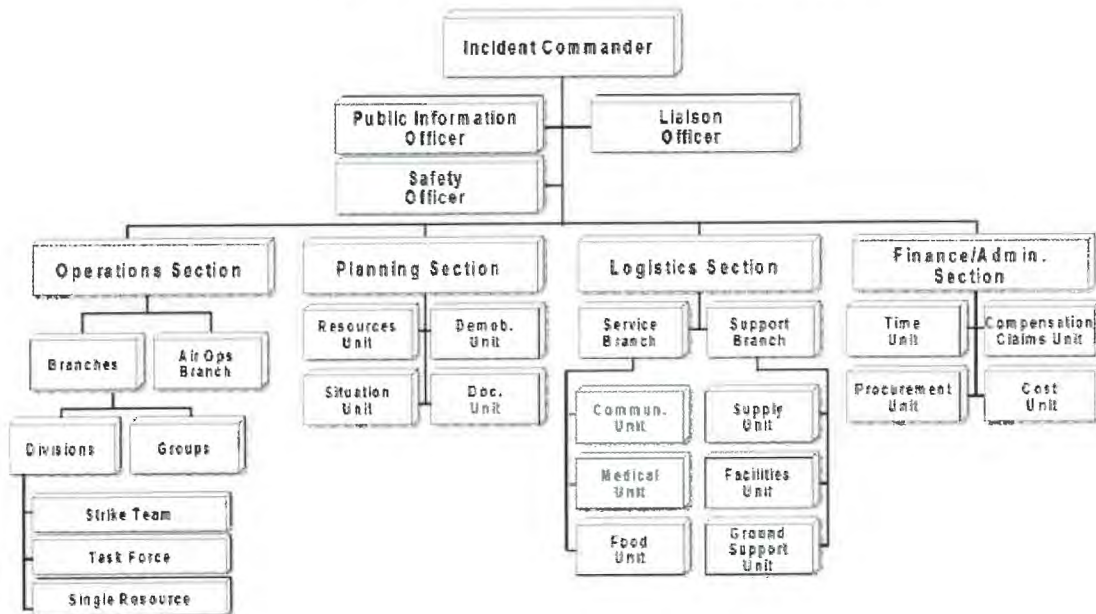 Incident Commander
Public Information
Officer
Liaison
Officer
Safety
Officer
Operations Section
Planning Section
Logistics Section
Finance/Admin.
Section
Branches
Air Ops
Branch
Resources
Unit
Demob.
Unit
Service
Branch
Support
Branch
Time
Unit
Compensation
Claims Unit
Situation
Unit
Doc.
Unit
Commun.
Unit
Supply
Unit
Procurement
Unit
Cost
Unit
Divisions
Groups
Medical
Unit
Facilities
Unit
Strike Team
Task Force
Single Resource
Food
Unit
Ground
Support
Unit